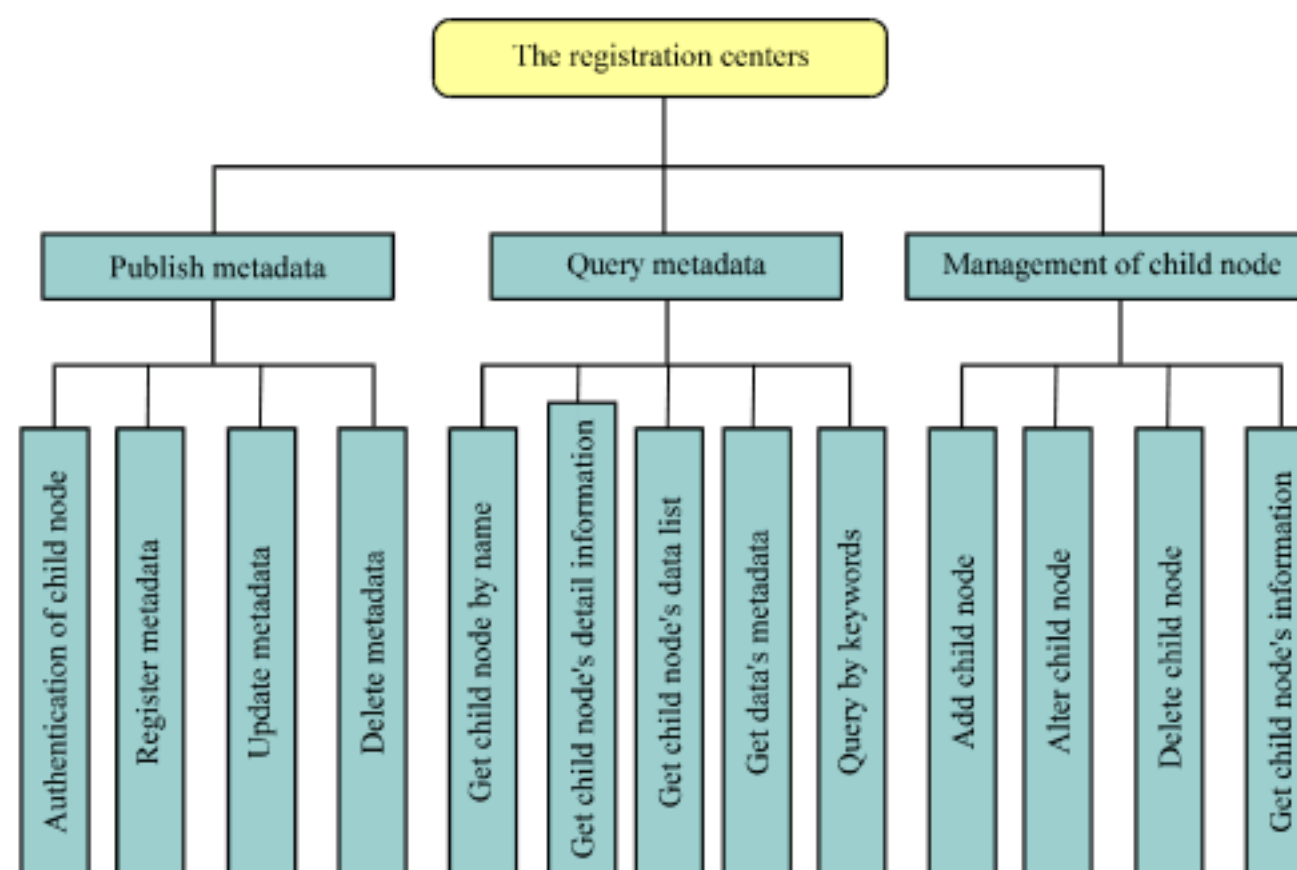 The registration centers
Publish metadata
Query metadata
Management of child node
Authentication of child node
Register metadata
Update metadata
Delete metadata
Get child node by name
Get child node's detail information
Get child node's data list
Get data's metadata
Query by keywords
Add child node
Alter child node
Delete child node
Get child node's information